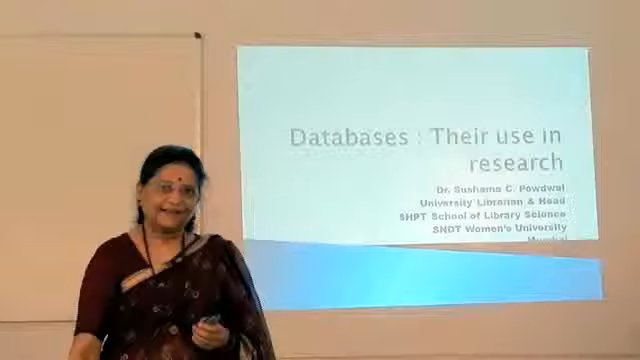 Databases : Their use in
research
Dr. Sushama C. Powdwal
University Librarian & Head
SHPT School of Library Science
SNDT Women's University
Mumbai